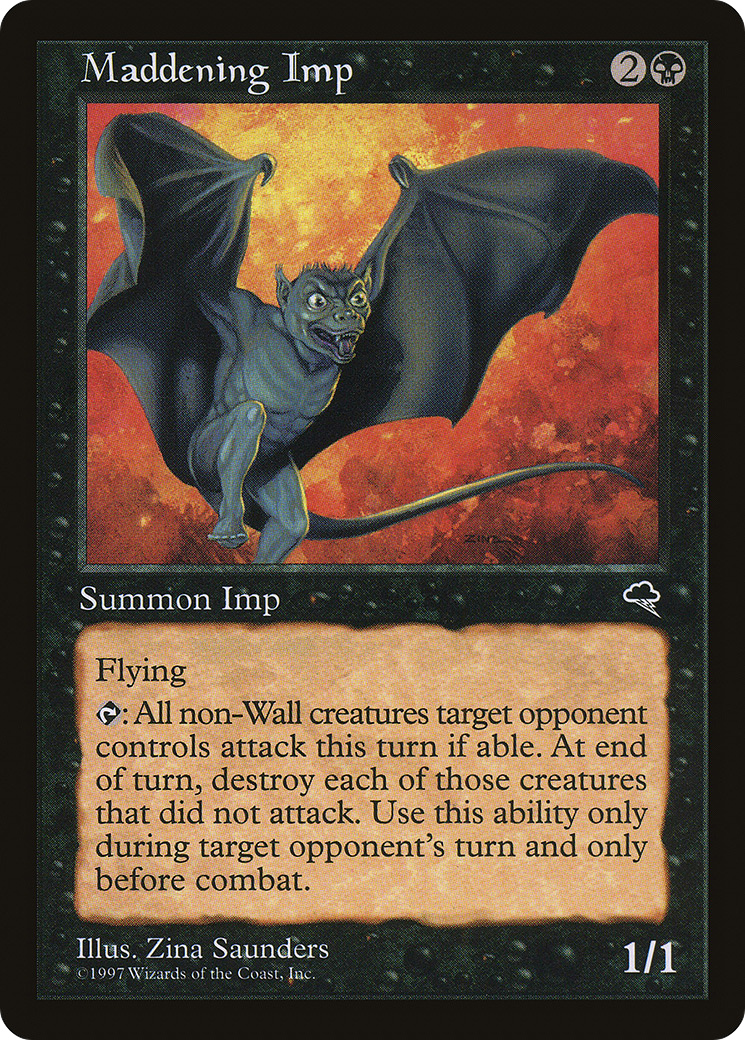 Maddening Imp
2
Summon Imp
Flying
: All non-Wall creatures target opponent
controls attack this turn if able. At end
of turn, destroy each of those creatures
that did not attack. Use this ability only
during target opponent's turn and only
before combat.
Illus. Zina Saunders
©1997 Wizards of the Coast, Inc.
1/1